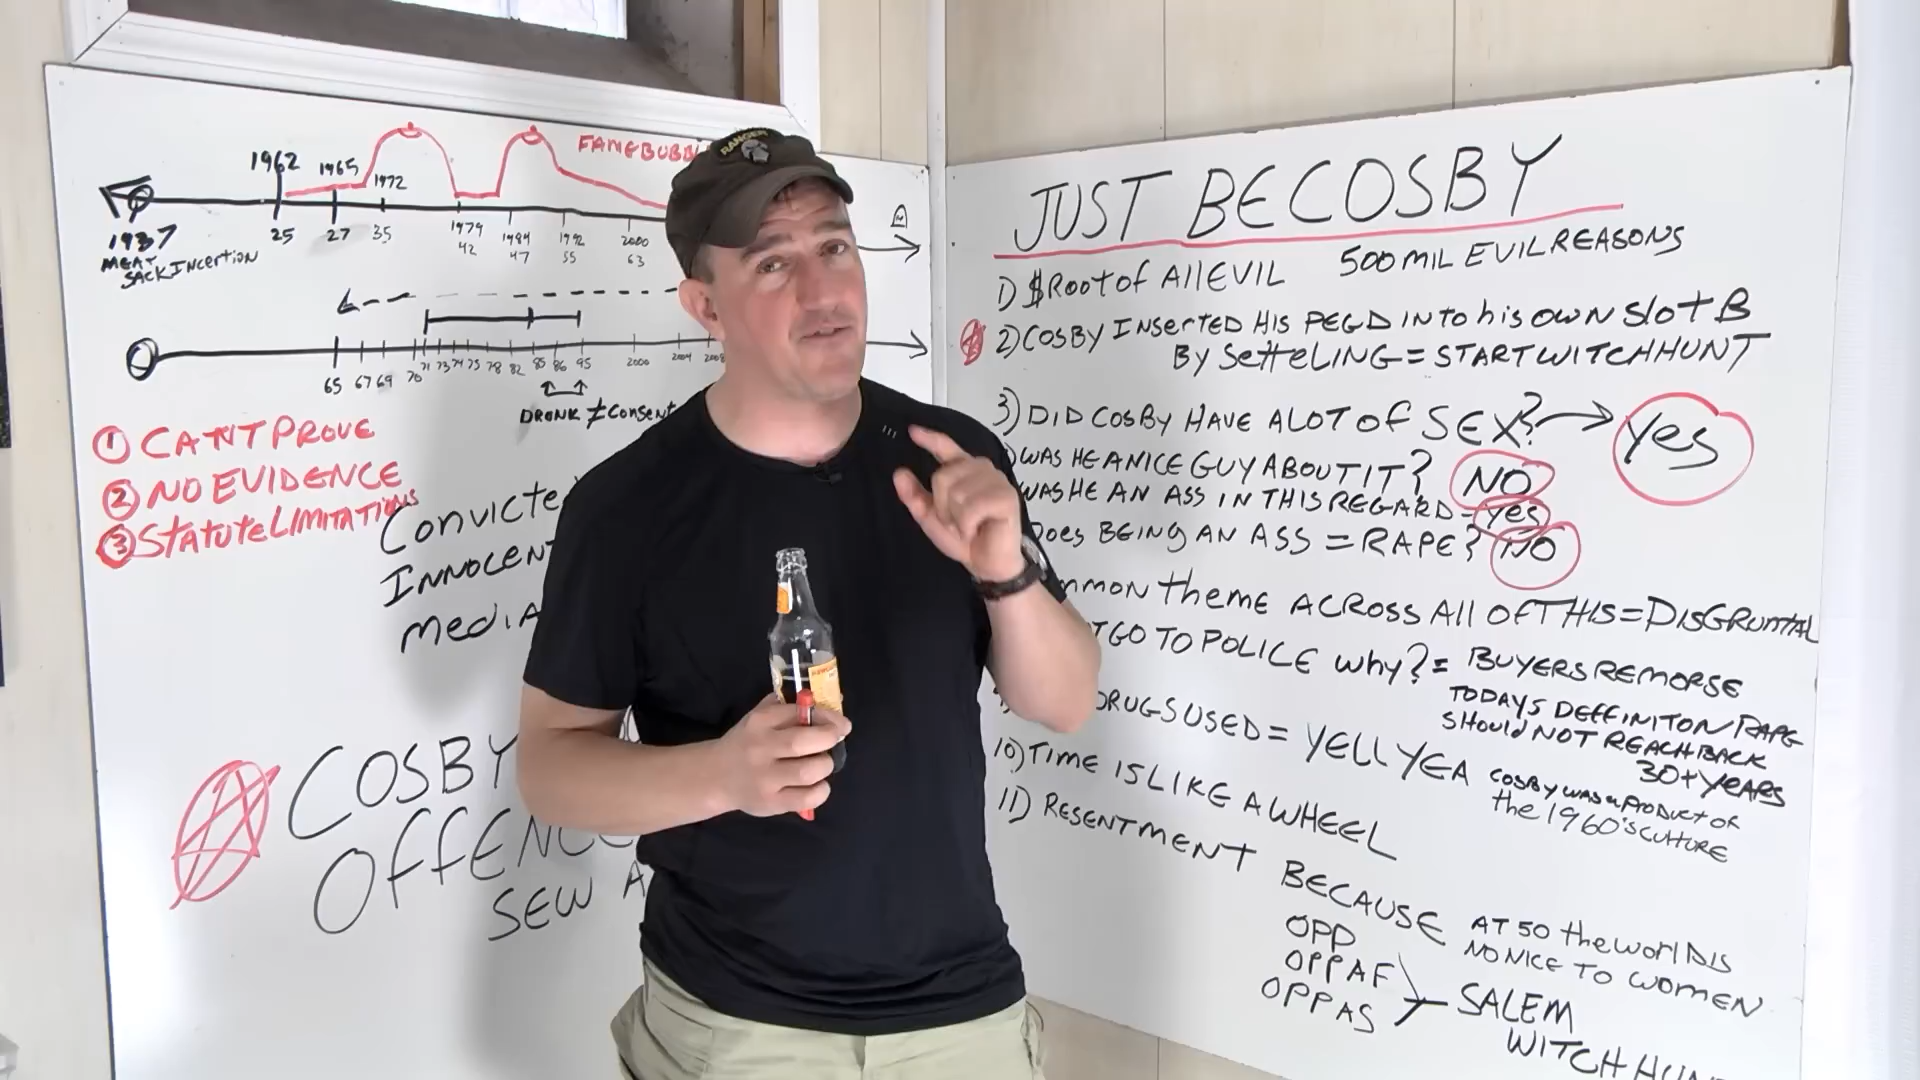 1962
1965
1972
FAMEBUBBL
1937
25
27
35
1979
42
1984
47
1992
55
2000
63
MEAT
SACK INCERTION
65 67 69 70 71 73 74 75 78 82 85 86 95 2000 2004 2008
DRUNK ≠ CONSENT
① CAN'T PROVE
② NO EVIDENCE
③ STATUTE LIMITATIONS
CONVICTE
INNOCENT
MEDIA
COSBY
OFFENCE
SEW A
RANGER
JUST BECOSBY
1) $ ROOT OF All EVIL 500 MIL EVIL REASONS
2) COSBY INSERTED HIS PEG D INTO his OWN Slot B
By SetteLING = START WITCH HUNT
3) DID COSBY HAVE A LOT OF SEX? → yes
WAS HE A NICE GUY ABOUT IT? NO
WAS HE AN ASS IN THIS REGARD - yes
DOES BEING AN ASS = RAPE? NO
MMON THEME ACROSS All OF THIS = DISGRUNTAL
T GO TO POLICE Why? = BUYERS REMORSE
TODAYS DEFFINITON RAPE
SHOULD NOT REACH BACK
30+ YEARS
DRUGS USED = YELL YEA
COSBY WAS a PRODUCT OF
the 1960'S CULTURE
10) TIME IS LIKE A WHEEL
11) RESENTMENT BECAUSE
AT 50 the WORLD IS
NO NICE TO WOMEN
OPD
OPPAF
OPPAS
SALEM
WITCH HUN